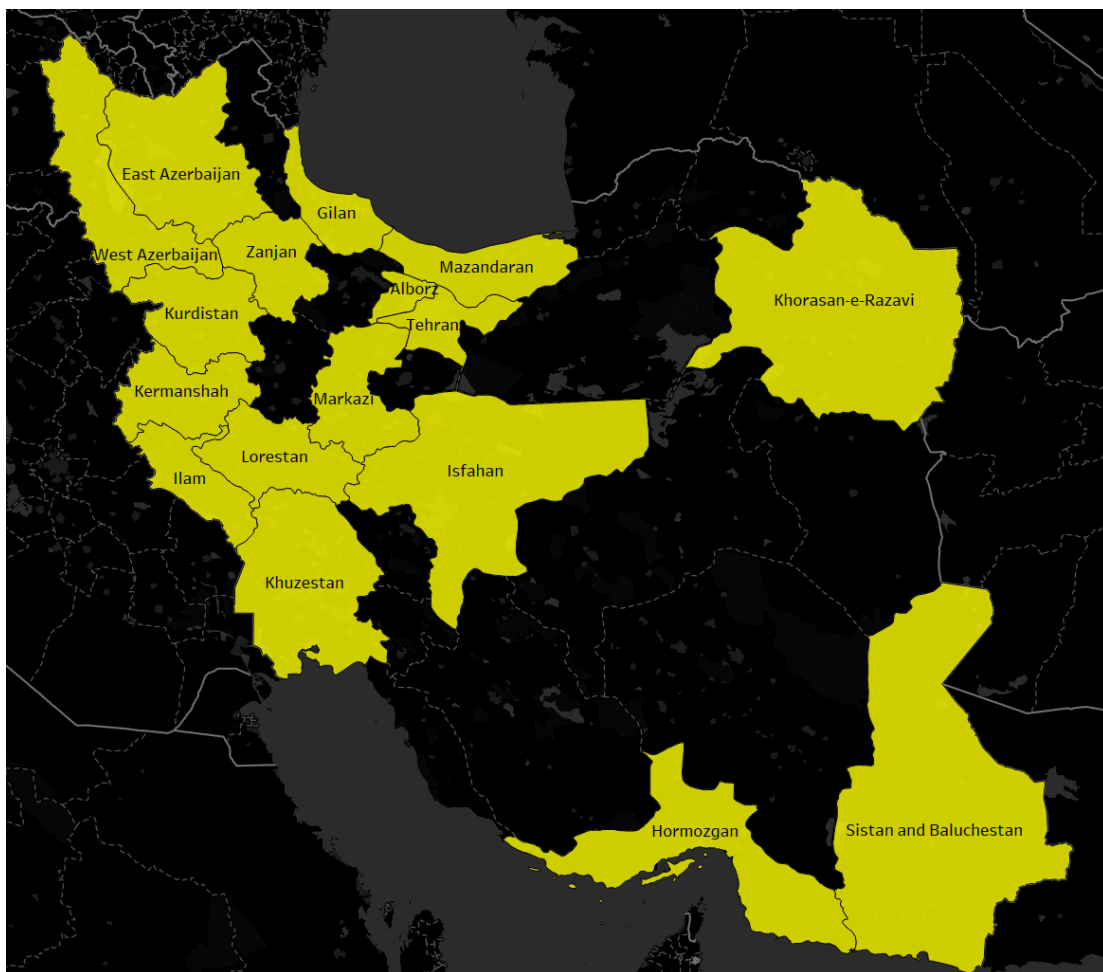 East Azerbaijan
Gilan
West Azerbaijan
Zanjan
Mazandaran
Alborz
Khorasan-e-Razavi
Kurdistan
Tehran
Kermanshah
Markazi
Lorestan
Isfahan
Ilam
Khuzestan
Hormozgan
Sistan and Baluchestan